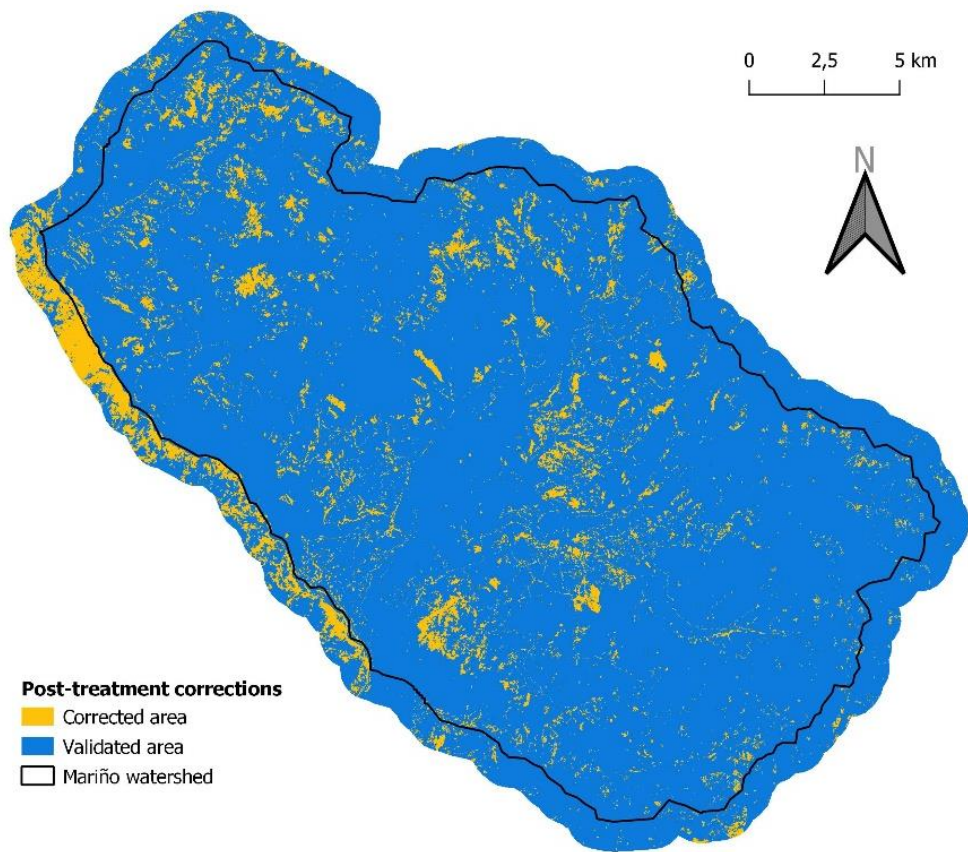 0 2,5 5 km
N
Post-treatment corrections
Corrected area
Validated area
Mariño watershed